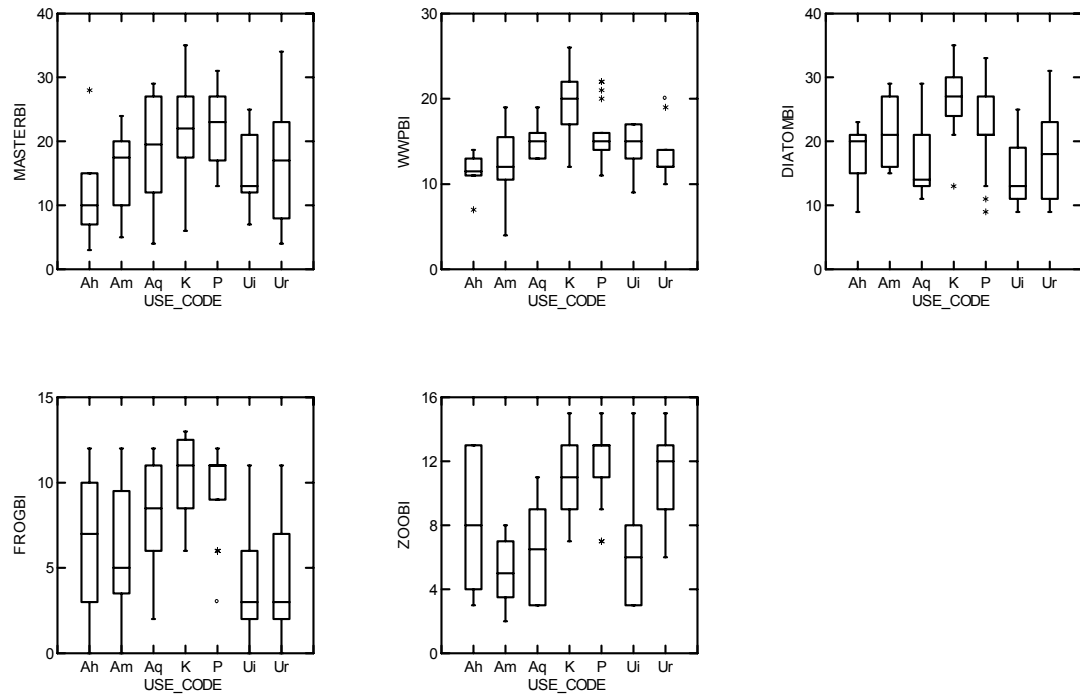 40
30
20
10
0
MASTERBI
Ah Am Aq K P Ui Ur
USE_CODE
30
20
10
0
WWPBI
Ah Am Aq K P Ui Ur
USE_CODE
40
30
20
10
0
DIATOMBI
Ah Am Aq K P Ui Ur
USE_CODE
15
10
5
0
FROGBI
Ah Am Aq K P Ui Ur
USE_CODE
16
12
8
4
0
ZOOBI
Ah Am Aq K P Ui Ur
USE_CODE